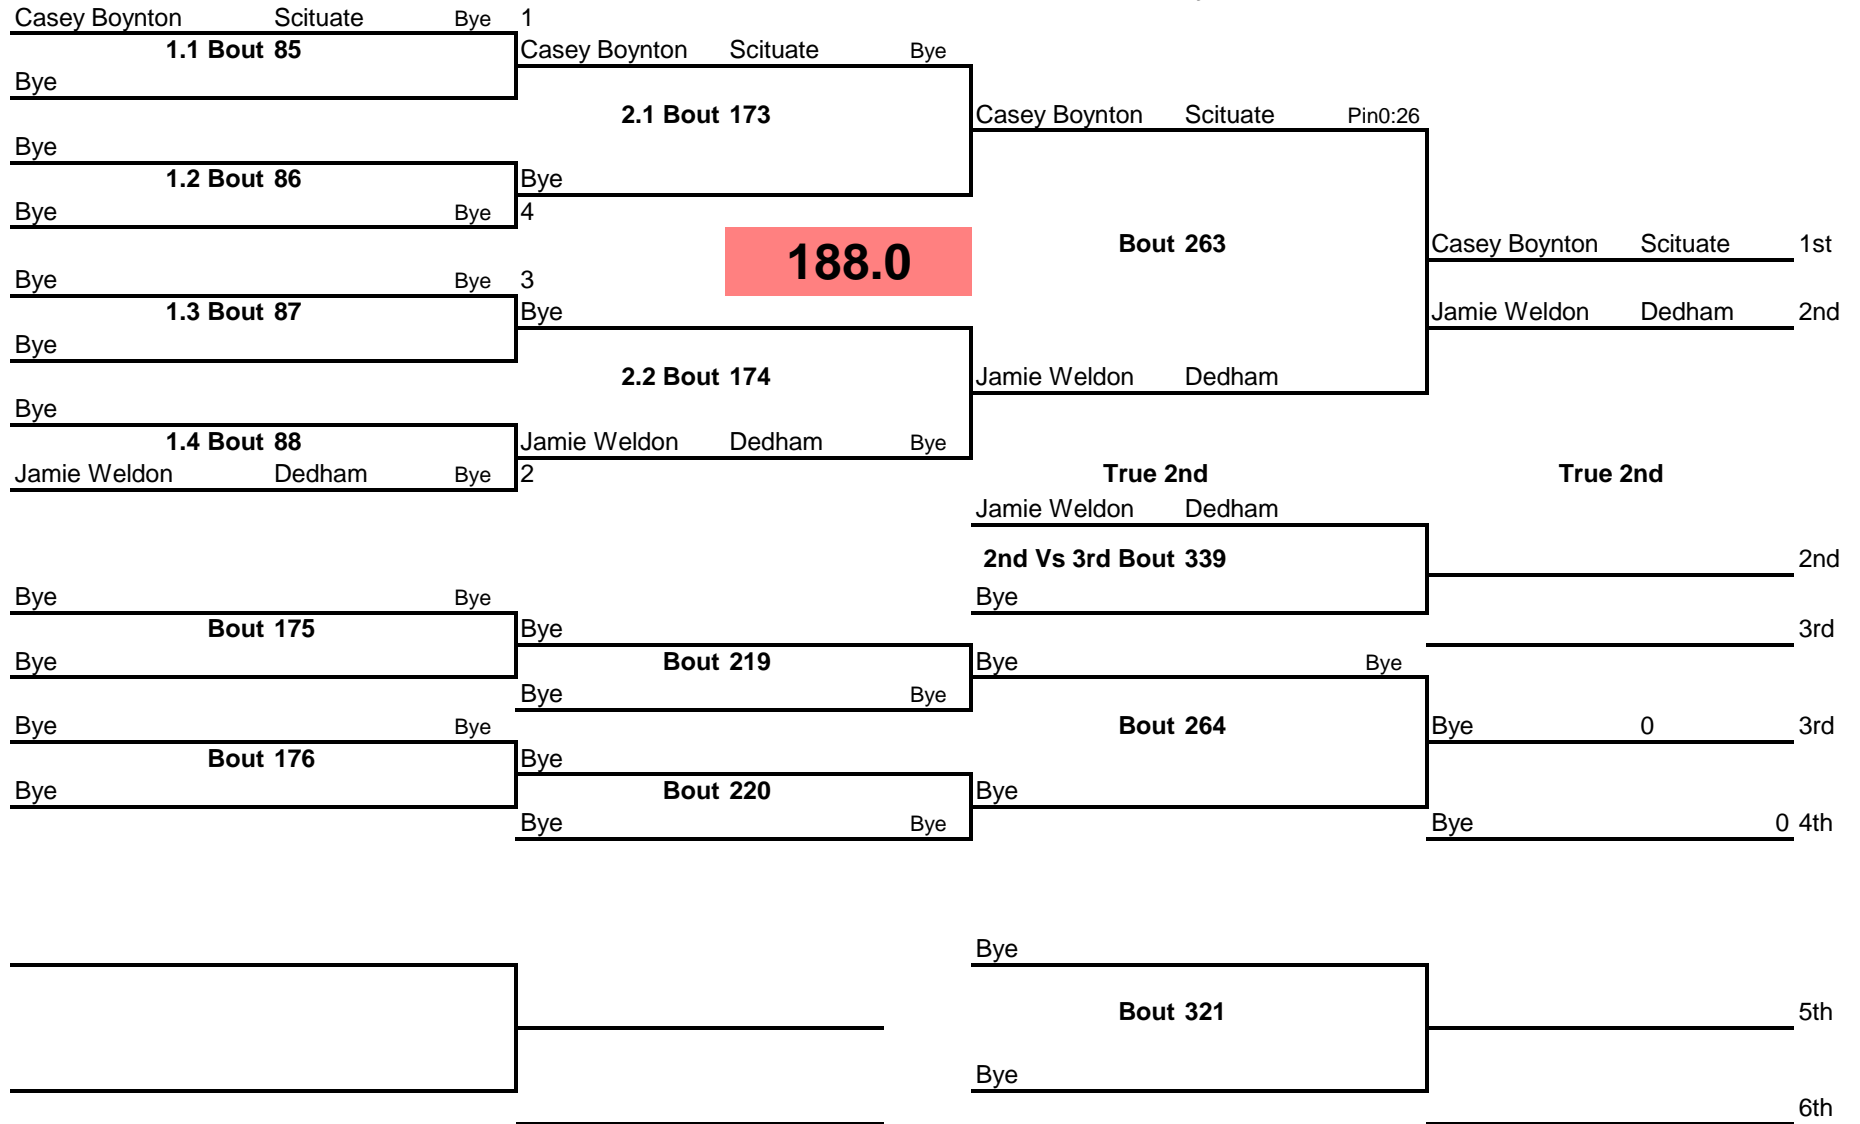 Casey Boynton Scituate Bye 1
1.1 Bout 85 Casey Boynton Scituate Bye
Bye
2.1 Bout 173 Casey Boynton Scituate Pin0:26
Bye
1.2 Bout 86 Bye
Bye Bye 4
188.0 Bout 263 Casey Boynton Scituate 1st
Bye Bye 3
1.3 Bout 87 Bye Jamie Weldon Dedham 2nd
Bye
2.2 Bout 174 Jamie Weldon Dedham
Bye
1.4 Bout 88 Jamie Weldon Dedham Bye
Jamie Weldon Dedham Bye 2 True 2nd True 2nd
Jamie Weldon Dedham
2nd Vs 3rd Bout 339 2nd
Bye Bye Bye
Bout 175 Bye 3rd
Bye Bout 219 Bye Bye
Bye Bye
Bye Bye Bout 264 Bye 0 3rd
Bout 176 Bye
Bye Bout 220 Bye
Bye Bye Bye 0 4th
Bye
Bout 321 5th
Bye
6th